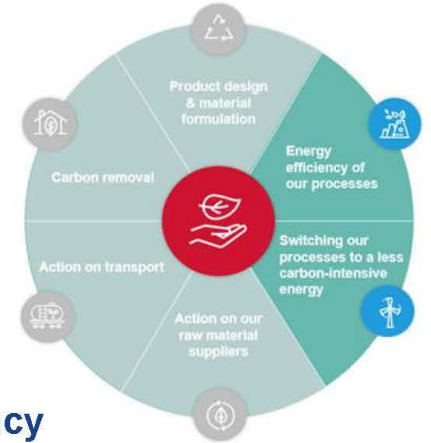 Product design
& material
formulation
Energy
efficiency of
our processes
Carbon removal
Switching our
processes to a less
carbon-intensive
energy
Action on transport
Action on our
raw material
suppliers
cy